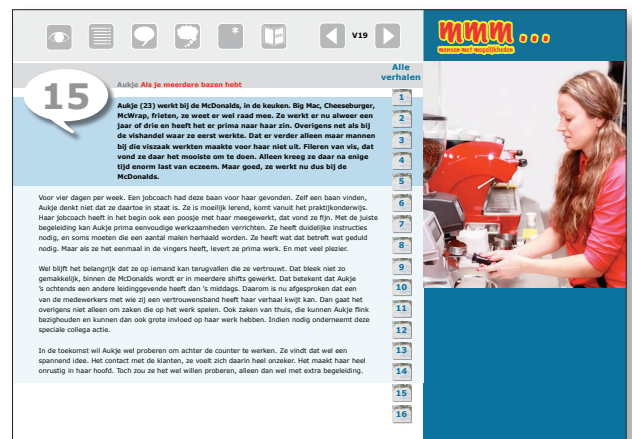 V19
mmm...
mensen met mogelijkheden
Alle
verhalen
15
Aukje Als je meerdere bazen hebt
Aukje (23) werkt bij de McDonalds, in de keuken. Big Mac, Cheeseburger,
McWrap, frieten, ze weet er wel raad mee. Ze werkt er nu alweer een
jaar of drie en heeft het er prima naar haar zin. Overigens net als bij
de vishandel waar ze eerst werkte. Dat er verder alleen maar mannen
bij die viszaak werkten maakte voor haar niet uit. Fileren van vis, dat
vond ze daar het mooiste om te doen. Alleen kreeg ze daar na enige
tijd enorm last van eczeem. Maar goed, ze werkt nu dus bij de
McDonalds.
Voor vier dagen per week. Een jobcoach had deze baan voor haar gevonden. Zelf een baan vinden,
Aukje denkt niet dat ze daartoe in staat is. Ze is moeilijk lerend, komt vanuit het praktijkonderwijs.
Haar jobcoach heeft in het begin ook een poosje met haar meegewerkt, dat vond ze fijn. Met de juiste
begeleiding kan Aukje prima eenvoudige werkzaamheden verrichten. Ze heeft duidelijke instructies
nodig, en soms moeten die een aantal malen herhaald worden. Ze heeft wat dat betreft wat geduld
nodig. Maar als ze het eenmaal in de vingers heeft, levert ze prima werk. En met veel plezier.
Wel blijft het belangrijk dat ze op iemand kan terugvallen die ze vertrouwt. Dat bleek niet zo
gemakkelijk, binnen de McDonalds wordt er in meerdere shifts gewerkt. Dat betekent dat Aukje
's ochtends een andere leidinggevende heeft dan 's middags. Daarom is nu afgesproken dat een
van de medewerkers met wie zij een vertrouwensband heeft haar verhaal kwijt kan. Dan gaat het
overigens niet alleen om zaken die op het werk spelen. Ook zaken van thuis, die kunnen Aukje flink
bezighouden en kunnen dan ook grote invloed op haar werk hebben. Indien nodig onderneemt deze
speciale collega actie.
In de toekomst wil Aukje wel proberen om achter de counter te werken. Ze vindt dat wel een
spannend idee. Het contact met de klanten, ze voelt zich daarin heel onzeker. Het maakt haar heel
onrustig in haar hoofd. Toch zou ze het wel willen proberen, alleen dan wel met extra begeleiding.
1
2
3
4
5
6
7
8
9
10
11
12
13
14
15
16